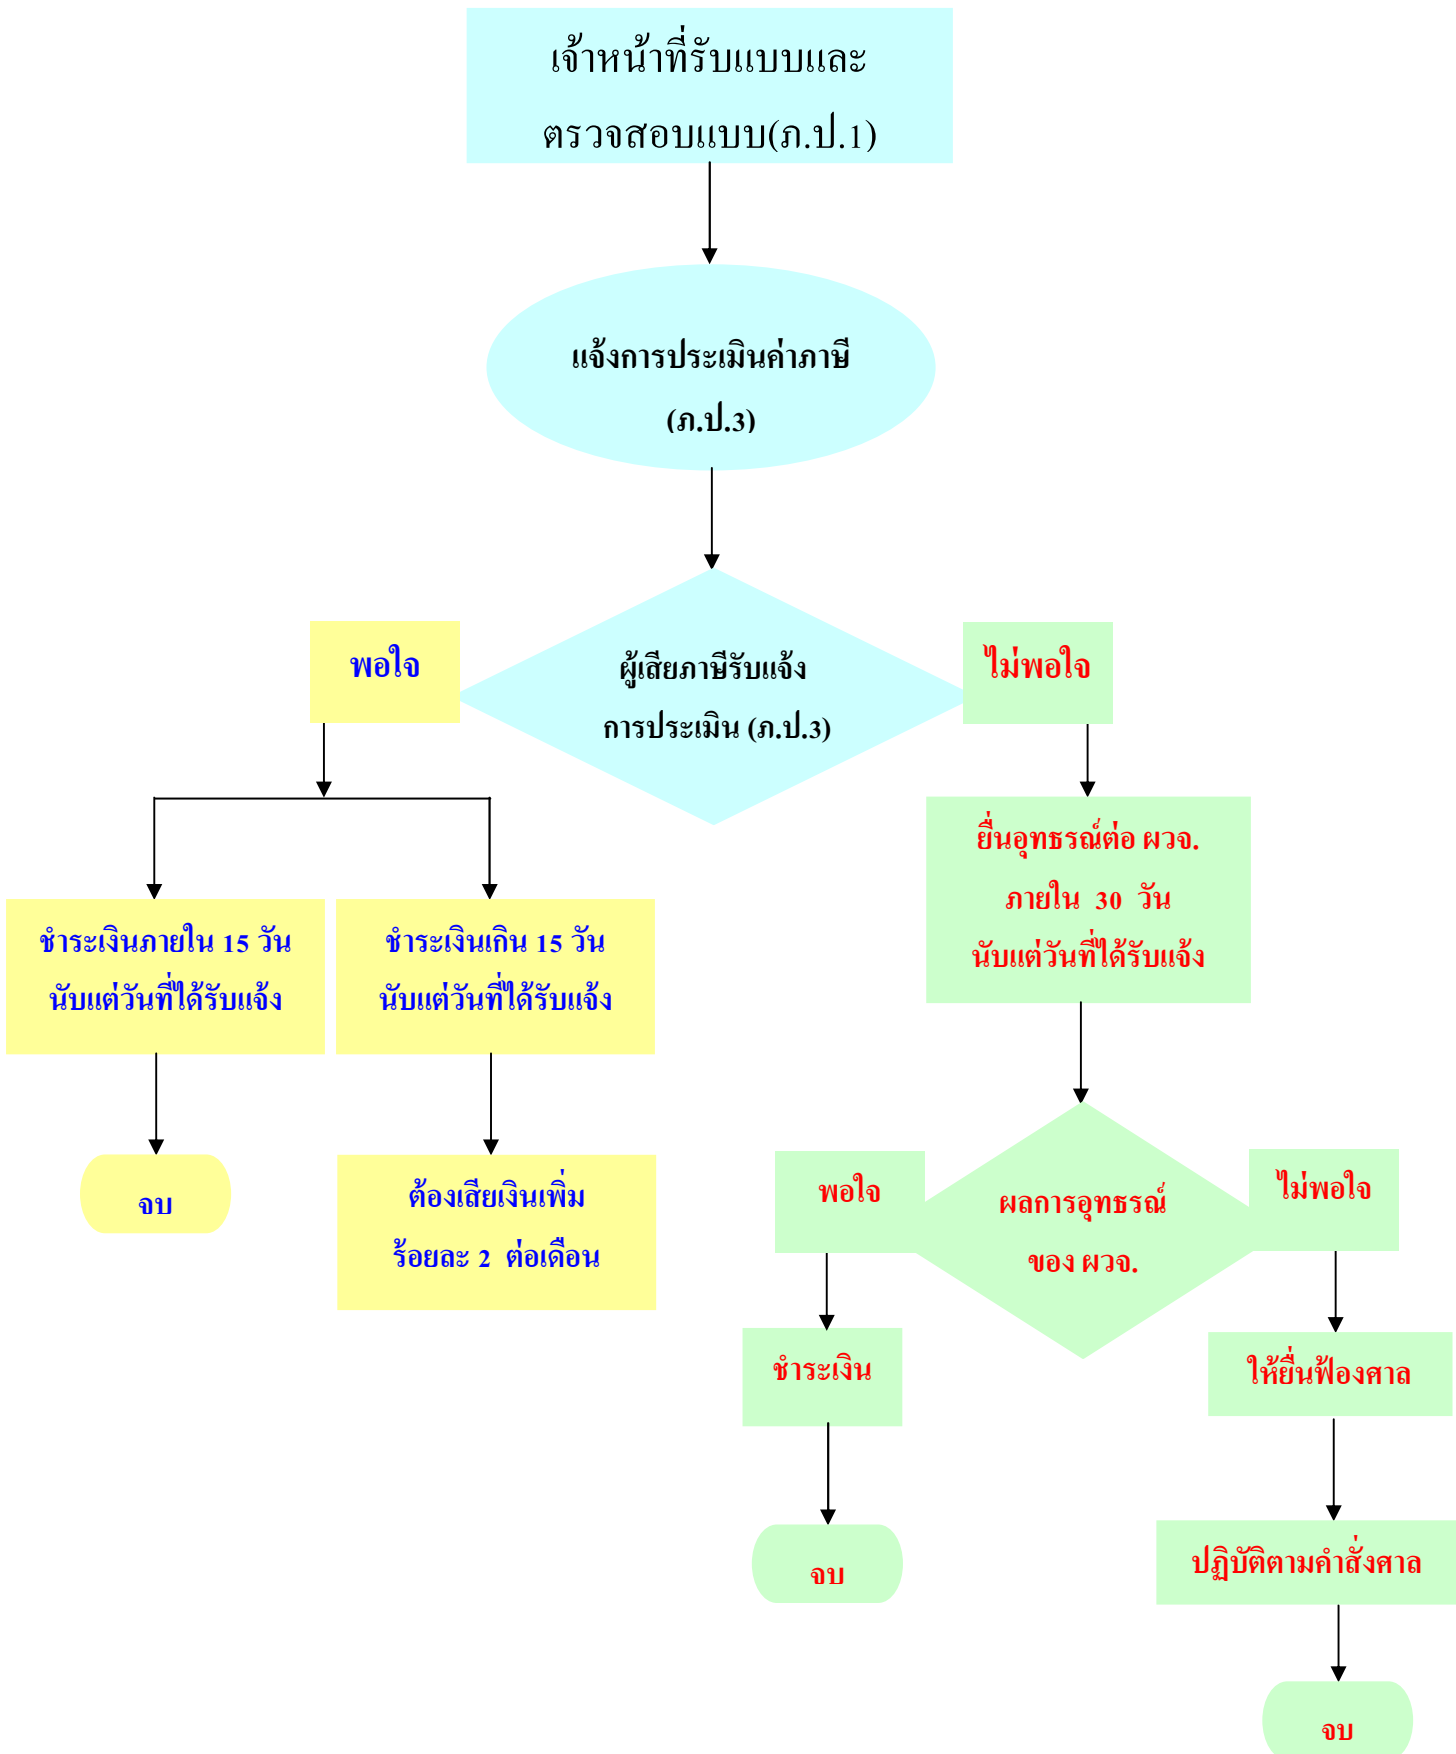 เจ้าหน้าที่รับแบบและ
ตรวจสอบแบบ(ภ.ป.1)
แจ้งการประเมินค่าภาษี
(ภ.ป.3)
ผู้เสียภาษีรับแจ้ง
การประเมิน (ภ.ป.3)
พอใจ
ไม่พอใจ
ชำระเงินภายใน 15 วัน
นับแต่วันที่ได้รับแจ้ง
ชำระเงินเกิน 15 วัน
นับแต่วันที่ได้รับแจ้ง
ยื่นอุทธรณ์ต่อ ผวจ.
ภายใน 30 วัน
นับแต่วันที่ได้รับแจ้ง
จบ
ต้องเสียเงินเพิ่ม
ร้อยละ 2 ต่อเดือน
พอใจ
ผลการอุทธรณ์
ของ ผวจ.
ไม่พอใจ
ชำระเงิน
ให้ยื่นฟ้องศาล
จบ
ปฏิบัติตามคำสั่งศาล
จบ